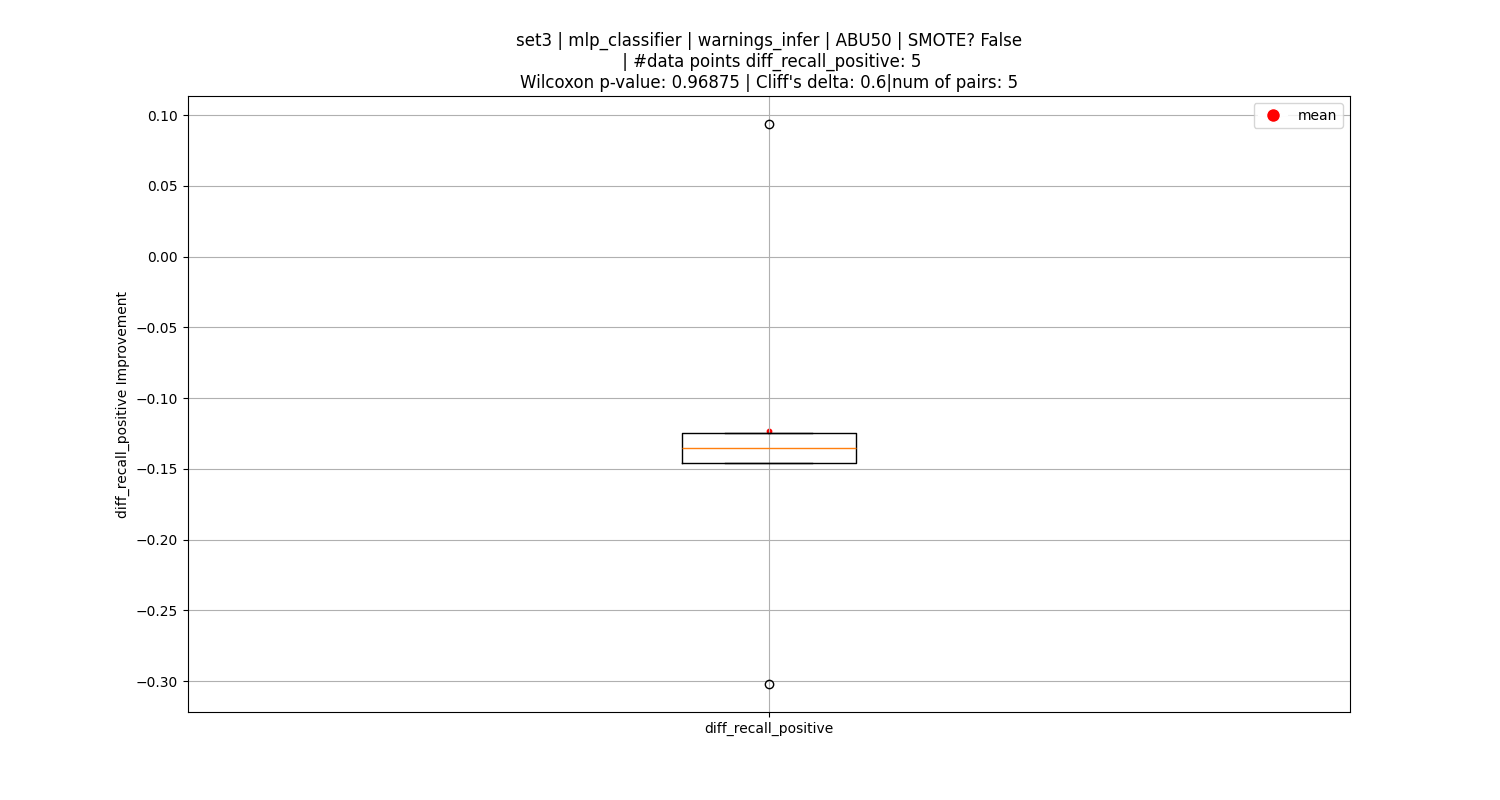 set3 | mlp_classifier | warnings_infer | ABU50 | SMOTE? False
| #data points diff_recall_positive: 5
Wilcoxon p-value: 0.96875 | Cliff's delta: 0.6|num of pairs: 5
mean
0.10
0.05
0.00
−0.05
−0.10
−0.15
−0.20
−0.25
−0.30
diff_recall_positive Improvement
diff_recall_positive